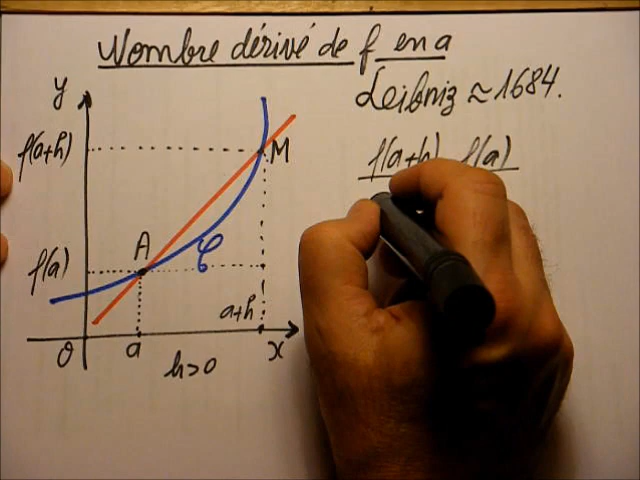 Nombre dérivé de f en a
Leibniz ≈ 1684.
y
f(a+h)
M
f(a+h) f(a)
A
f(a)
C
a+h
O
a
x
h>0